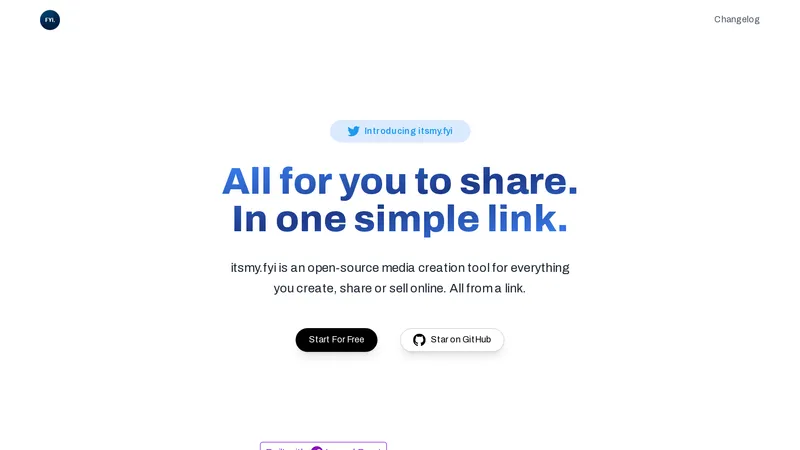 FYI.
Changelog
Introducing itsmy.fyi
All for you to share.
In one simple link.
itsmy.fyi is an open-source media creation tool for everything
you create, share or sell online. All from a link.
Start For Free
Star on GitHub